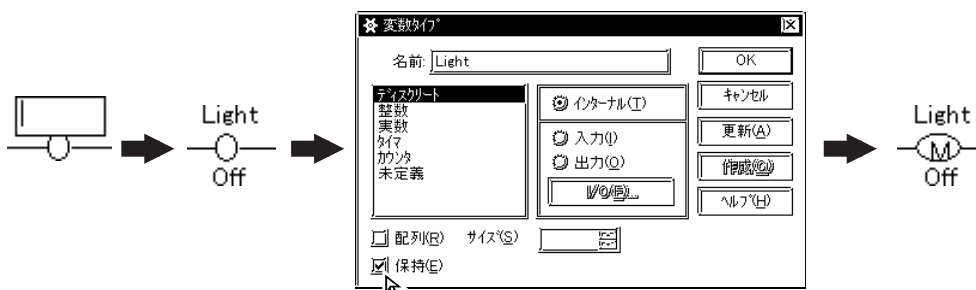 Light
Off
変数タイプ
名前: Light
ディスクリート
整数
実数
タイマ
カウンタ
未定義
インターナル(T)
入力(I)
出力(O)
I/O(F)...
OK
キャンセル
更新(A)
作成(C)
ヘルプ(H)
配列(R) サイズ(S)
保持(E)
Light
M
Off